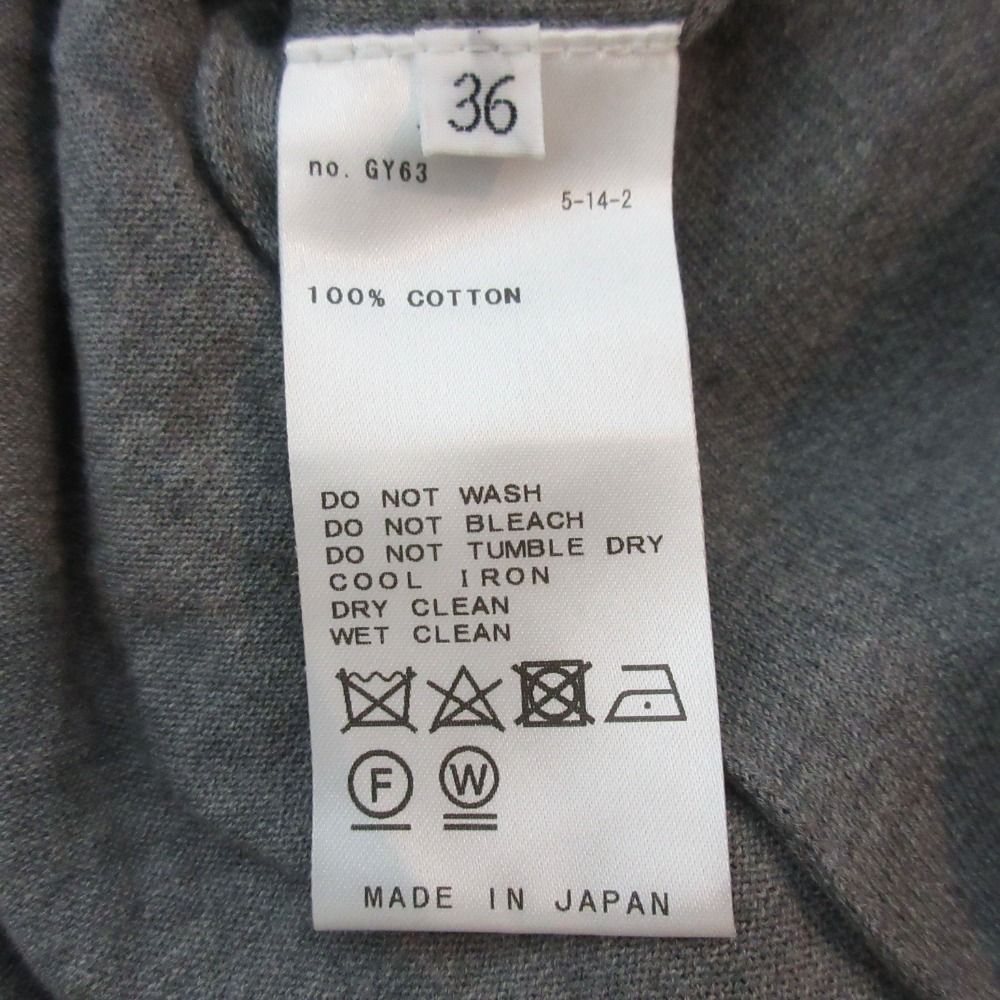 36
no. GY63
5-14-2
100% COTTON
DO NOT WASH
DO NOT BLEACH
DO NOT TUMBLE DRY
COOL IRON
DRY CLEAN
WET CLEAN
F W
MADE IN JAPAN